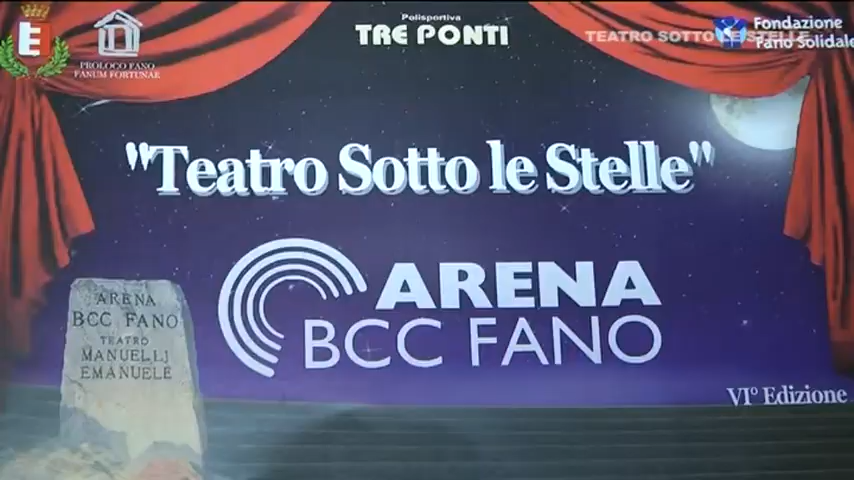 Polisportiva
TRE PONTI
Fondazione
Fano Solidale
TEATRO SOTTO LE STELLE
E
PROLOCO FANO
FANUM FORTUNAE
"Teatro Sotto le Stelle"
ARENA
BCC FANO
ARENA
BCC FANO
TEATRO
MANUELLI
EMANUELE
VIº Edizione